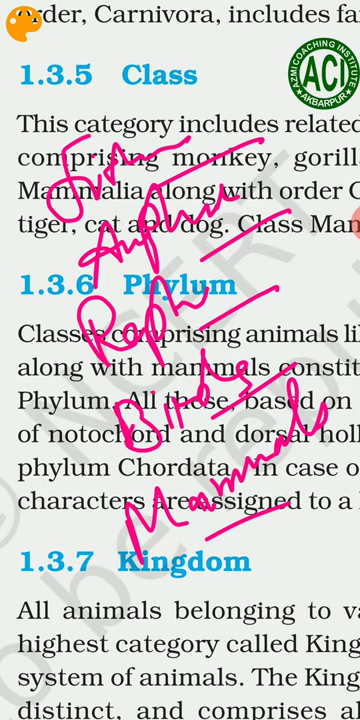 order, Carnivora, includes fa
1.3.5 Class
AZMI COACHING INSTITUTE
ACI
AKBARPUR
This category includes related
comprising monkey, gorill
Mammalia along with order C
tiger, cat and dog. Class Man
1.3.6 Phylum
Classes comprising animals li
along with mammals constit
Phylum. All these, based on
of notochord and dorsal holl
phylum Chordata. In case o
characters are assigned to a
Birds
Mammals
1.3.7 Kingdom
All animals belonging to va
highest category called King
system of animals. The King
distinct, and comprises al